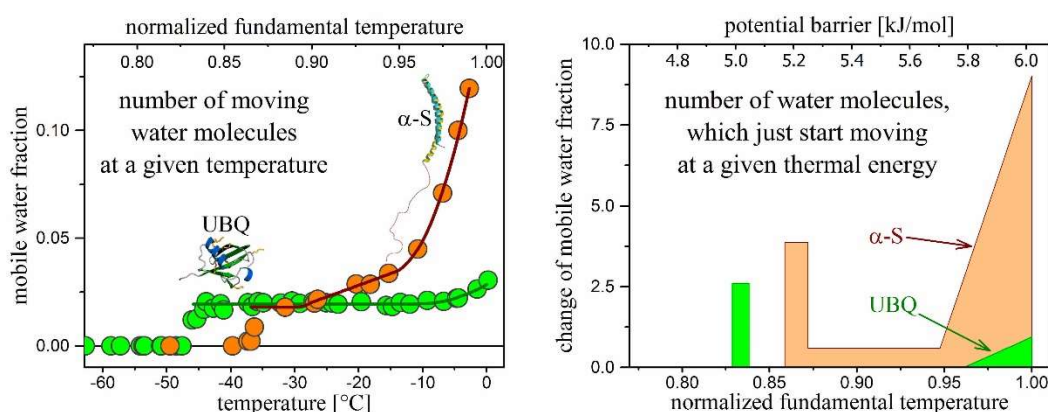 normalized fundamental temperature
0.80 0.85 0.90 0.95 1.00
number of moving
water molecules
at a given temperature
α-S
UBQ
mobile water fraction
0.10
0.05
0.00
-60 -50 -40 -30 -20 -10 0
temperature [°C]
potential barrier [kJ/mol]
4.8 5.0 5.2 5.4 5.6 5.8 6.0
10.0
7.5
5.0
2.5
0.0
change of mobile water fraction
number of water molecules,
which just start moving
at a given thermal energy
α-S
UBQ
0.80 0.85 0.90 0.95 1.00
normalized fundamental temperature